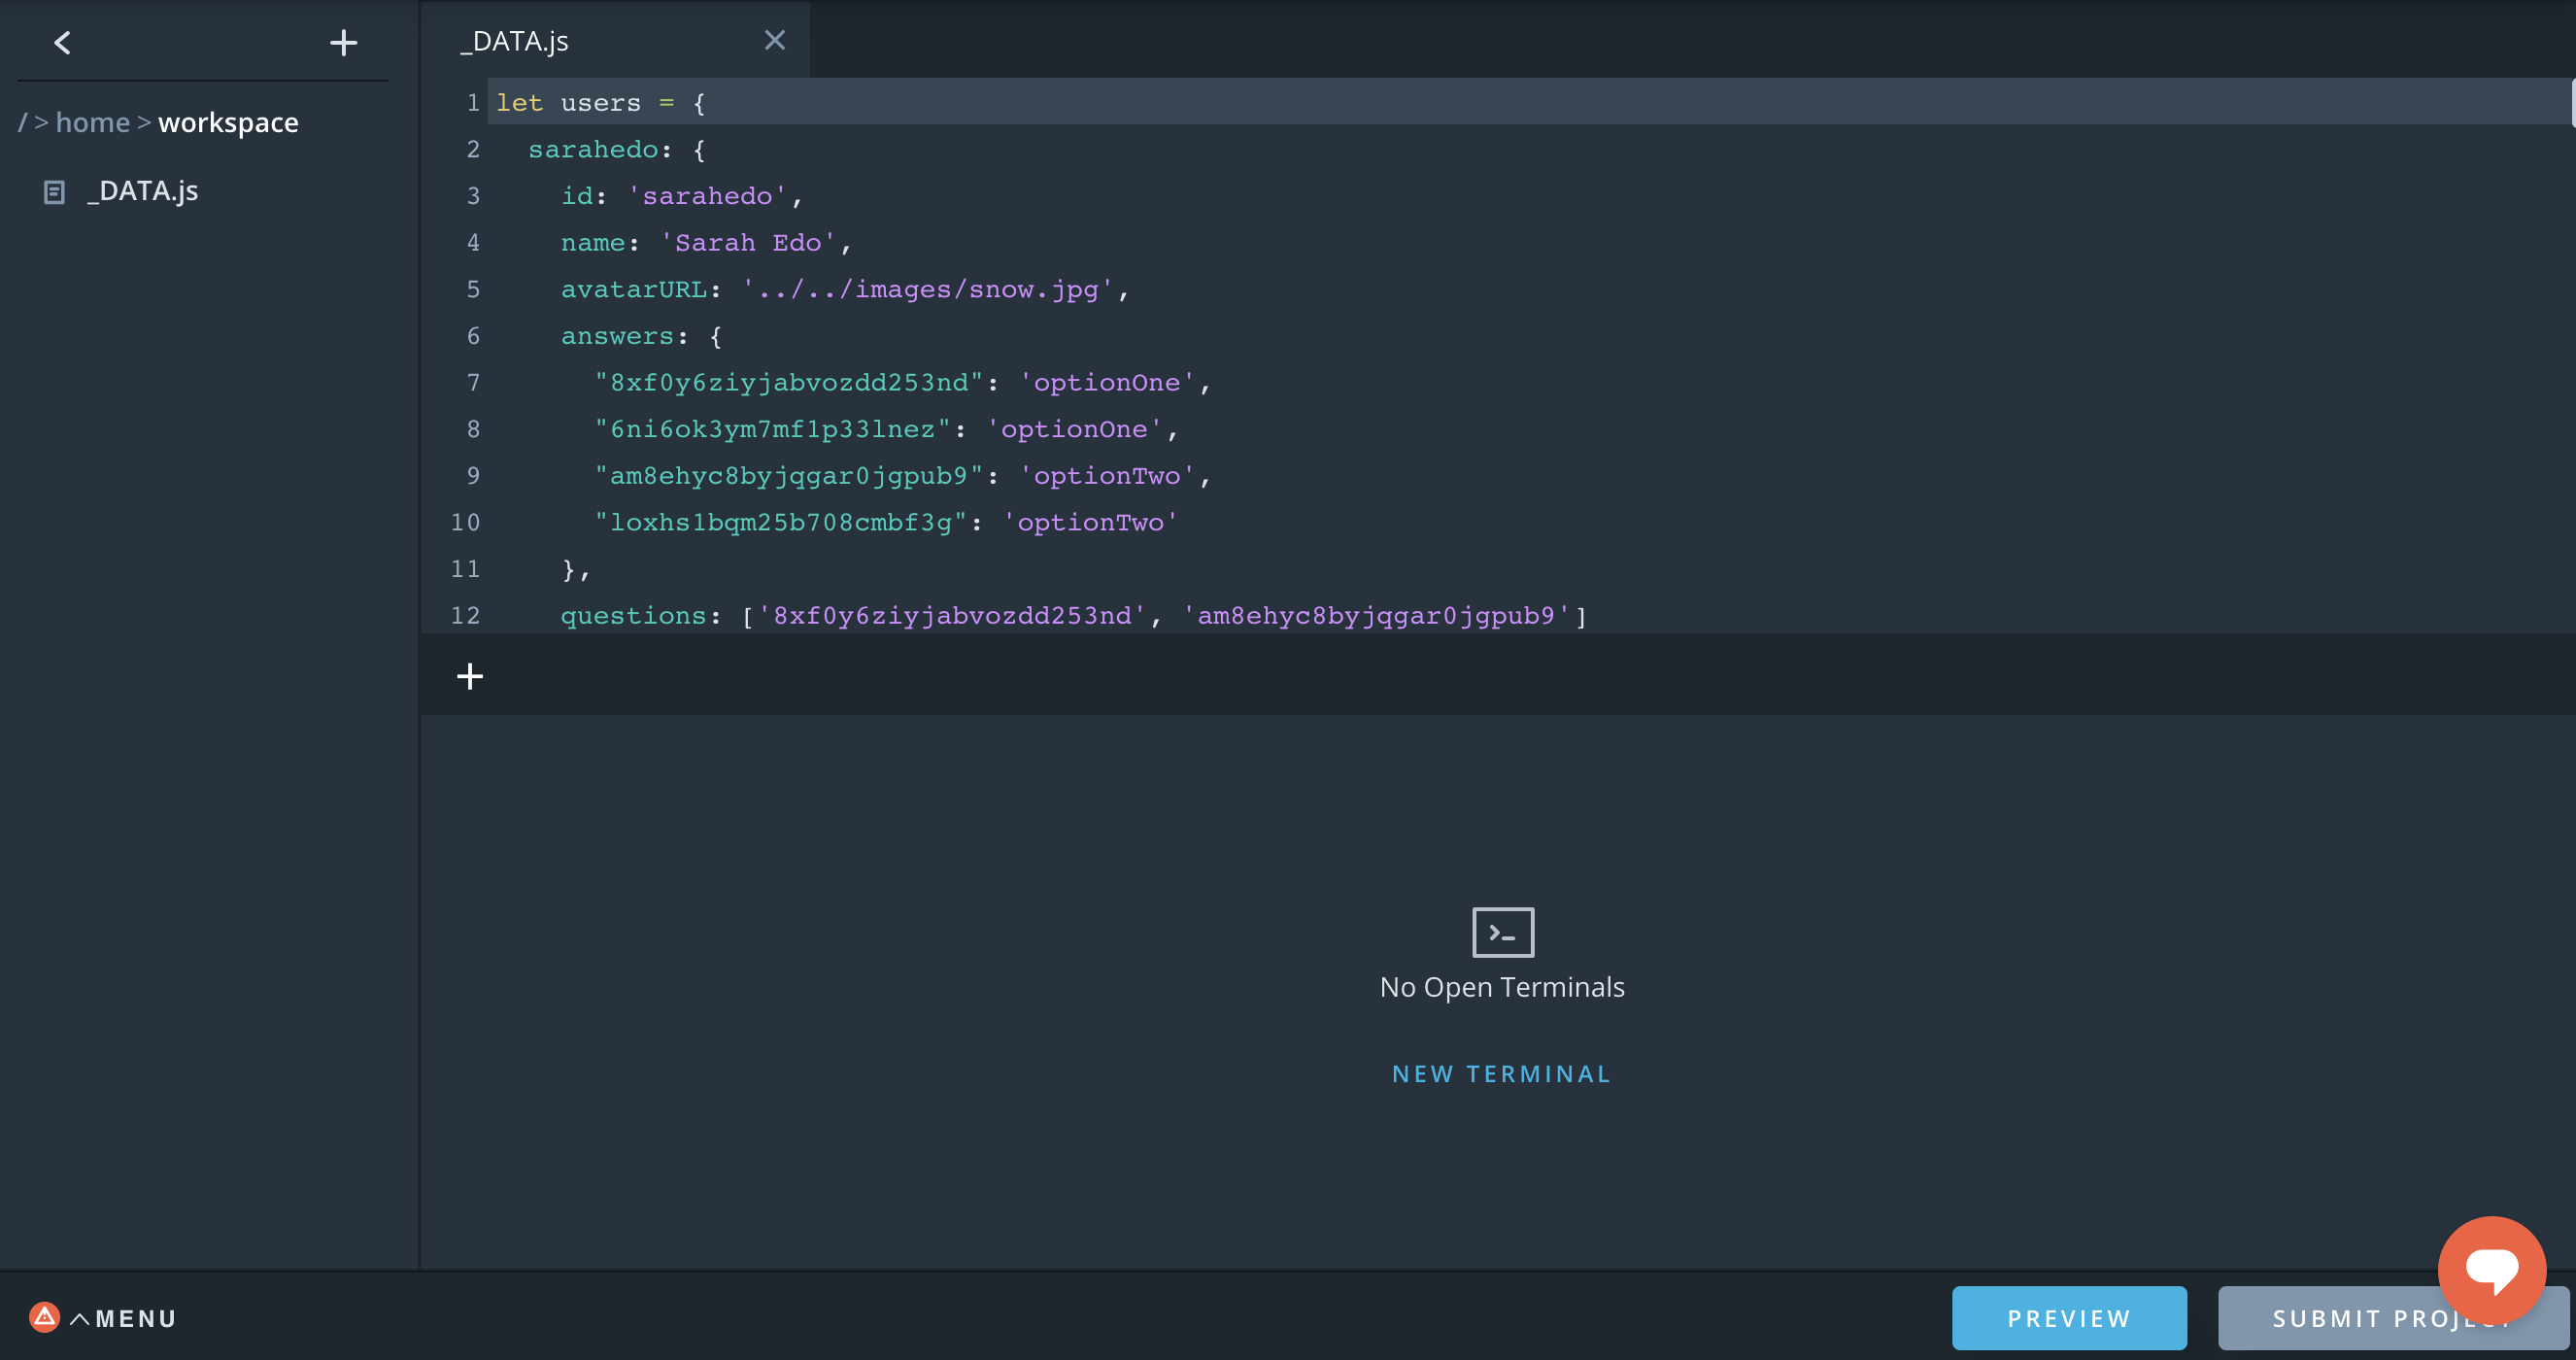 _DATA.js
/ > home > workspace
_DATA.js
1 let users = {
2 sarahedo: {
3 id: 'sarahedo',
4 name: 'Sarah Edo',
5 avatarURL: '../../images/snow.jpg',
6 answers: {
7 "8xf0y6ziyjabvozdd253nd": 'optionOne',
8 "6ni6ok3ym7mf1p33lnez": 'optionOne',
9 "am8ehyc8byjqgar0jgpub9": 'optionTwo',
10 "loxhs1bqm25b708cmbf3g": 'optionTwo'
11 },
12 questions: ['8xf0y6ziyjabvozdd253nd', 'am8ehyc8byjqgar0jgpub9']
No Open Terminals
NEW TERMINAL
MENU
PREVIEW
SUBMIT PROJECT